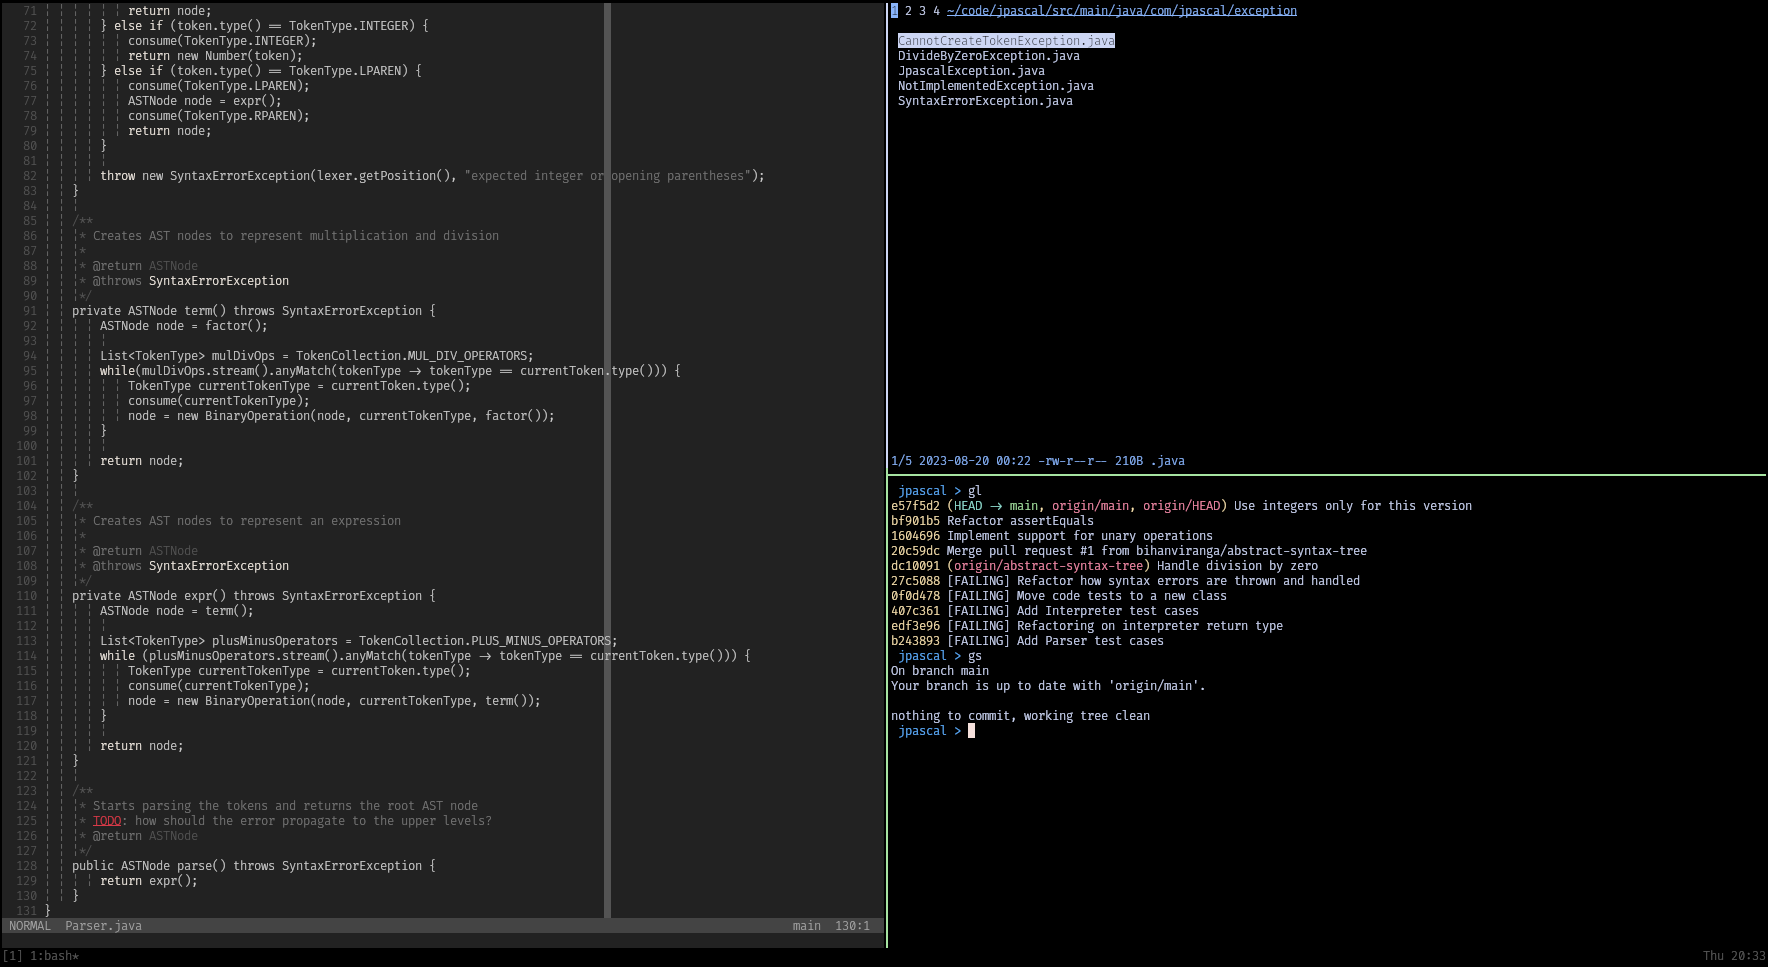 71 return node;
72 } else if (token.type() == TokenType.INTEGER) {
73 consume(TokenType.INTEGER);
74 return new Number(token);
75 } else if (token.type() == TokenType.LPAREN) {
76 consume(TokenType.LPAREN);
77 ASTNode node = expr();
78 consume(TokenType.RPAREN);
79 return node;
80 }
81
82 throw new SyntaxErrorException(lexer.getPosition(), "expected integer or opening parentheses");
83 }
84
85 /**
86 * Creates AST nodes to represent multiplication and division
87 *
88 * @return ASTNode
89 * @throws SyntaxErrorException
90 */
91 private ASTNode term() throws SyntaxErrorException {
92 ASTNode node = factor();
93
94 List<TokenType> mulDivOps = TokenCollection.MUL_DIV_OPERATORS;
95 while(mulDivOps.stream().anyMatch(tokenType -> tokenType == currentToken.type())) {
96 TokenType currentTokenType = currentToken.type();
97 consume(currentTokenType);
98 node = new BinaryOperation(node, currentTokenType, factor());
99 }
100
101 return node;
102 }
103
104 /**
105 * Creates AST nodes to represent an expression
106 *
107 * @return ASTNode
108 * @throws SyntaxErrorException
109 */
110 private ASTNode expr() throws SyntaxErrorException {
111 ASTNode node = term();
112
113 List<TokenType> plusMinusOperators = TokenCollection.PLUS_MINUS_OPERATORS;
114 while (plusMinusOperators.stream().anyMatch(tokenType -> tokenType == currentToken.type())) {
115 TokenType currentTokenType = currentToken.type();
116 consume(currentTokenType);
117 node = new BinaryOperation(node, currentTokenType, term());
118 }
119
120 return node;
121 }
122
123 /**
124 * Starts parsing the tokens and returns the root AST node
125 * TODO: how should the error propagate to the upper levels?
126 * @return ASTNode
127 */
128 public ASTNode parse() throws SyntaxErrorException {
129 return expr();
130 }
131 }
NORMAL Parser.java main 130:1
1 2 3 4 ~/code/jpascal/src/main/java/com/jpascal/exception
CannotCreateTokenException.java
DivideByZeroException.java
JpascalException.java
NotImplementedException.java
SyntaxErrorException.java
1/5 2023-08-20 00:22 -rw-r--r-- 210B .java
jpascal > gl
e57f5d2 (HEAD -> main, origin/main, origin/HEAD) Use integers only for this version
bf901b5 Refactor assertEquals
1604696 Implement support for unary operations
20c59dc Merge pull request #1 from bihanviranga/abstract-syntax-tree
dc10091 (origin/abstract-syntax-tree) Handle division by zero
27c5088 [FAILING] Refactor how syntax errors are thrown and handled
0f0d478 [FAILING] Move code tests to a new class
407c361 [FAILING] Add Interpreter test cases
edf3e96 [FAILING] Refactoring on interpreter return type
b243893 [FAILING] Add Parser test cases
jpascal > gs
On branch main
Your branch is up to date with 'origin/main'.

nothing to commit, working tree clean
jpascal >
[1] 1:bash* Thu 20:33